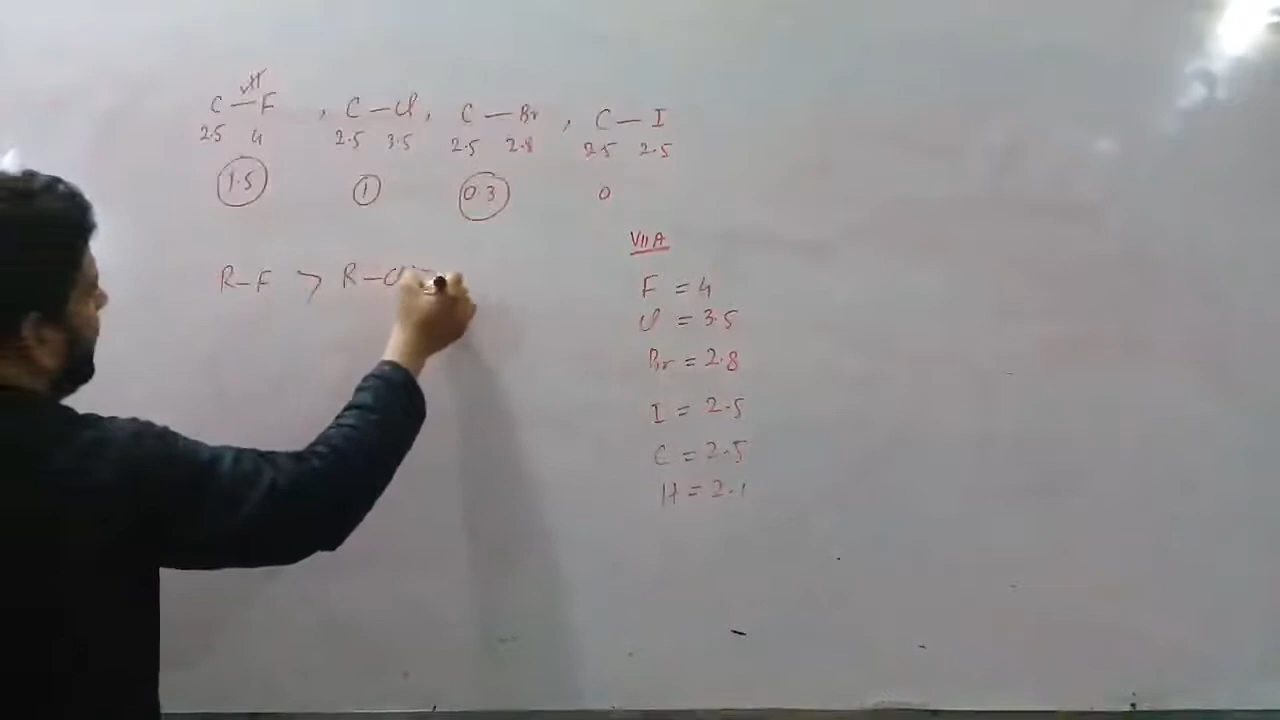 C — F , C — Cl , C — Br , C — I
2.5 4 2.5 3.5 2.5 2.8 2.5 2.5
1.5 1 0.3 0
R-F > R-Cl
VIIA
F = 4
Cl = 3.5
Br = 2.8
I = 2.5
C = 2.5
H = 2.1